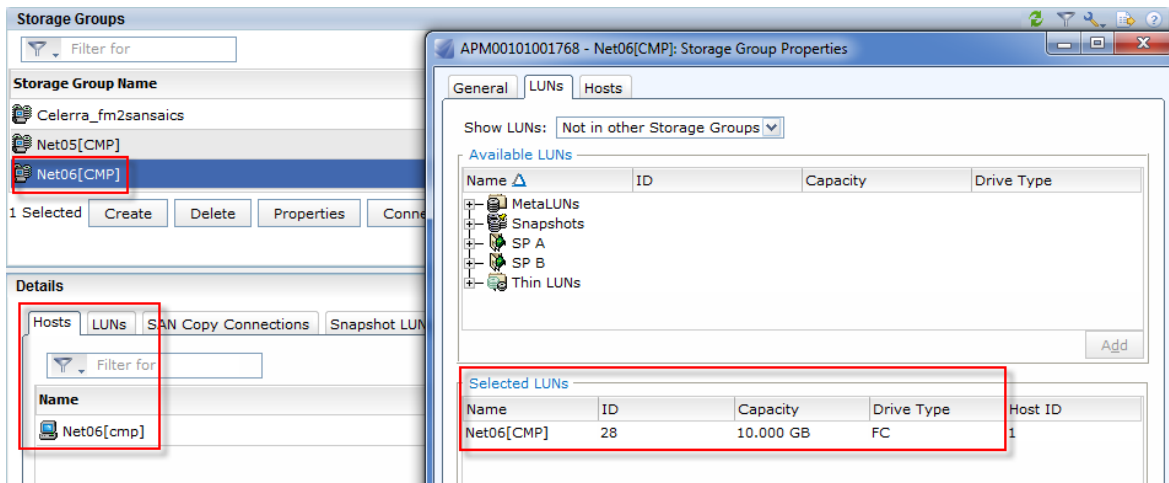 Storage Groups
Filter for
Storage Group Name
Celerra_fm2sansaics
Net05[CMP]
Net06[CMP]
1 Selected Create Delete Properties
Details
Hosts LUNs SAN Copy Connections Snapshot
Filter for
Name
Net06[cmp]
APM00101001768 - Net06[CMP]: Storage Group Properties
General LUNs Hosts
Show LUNs: Not in other Storage Groups
Available LUNs
Name ID Capacity Drive Type
MetaLUNs
Snapshots
SP A
SP B
Thin LUNs
Add
Selected LUNs
Name ID Capacity Drive Type Host ID
Net06[CMP] 28 10.000 GB FC 1